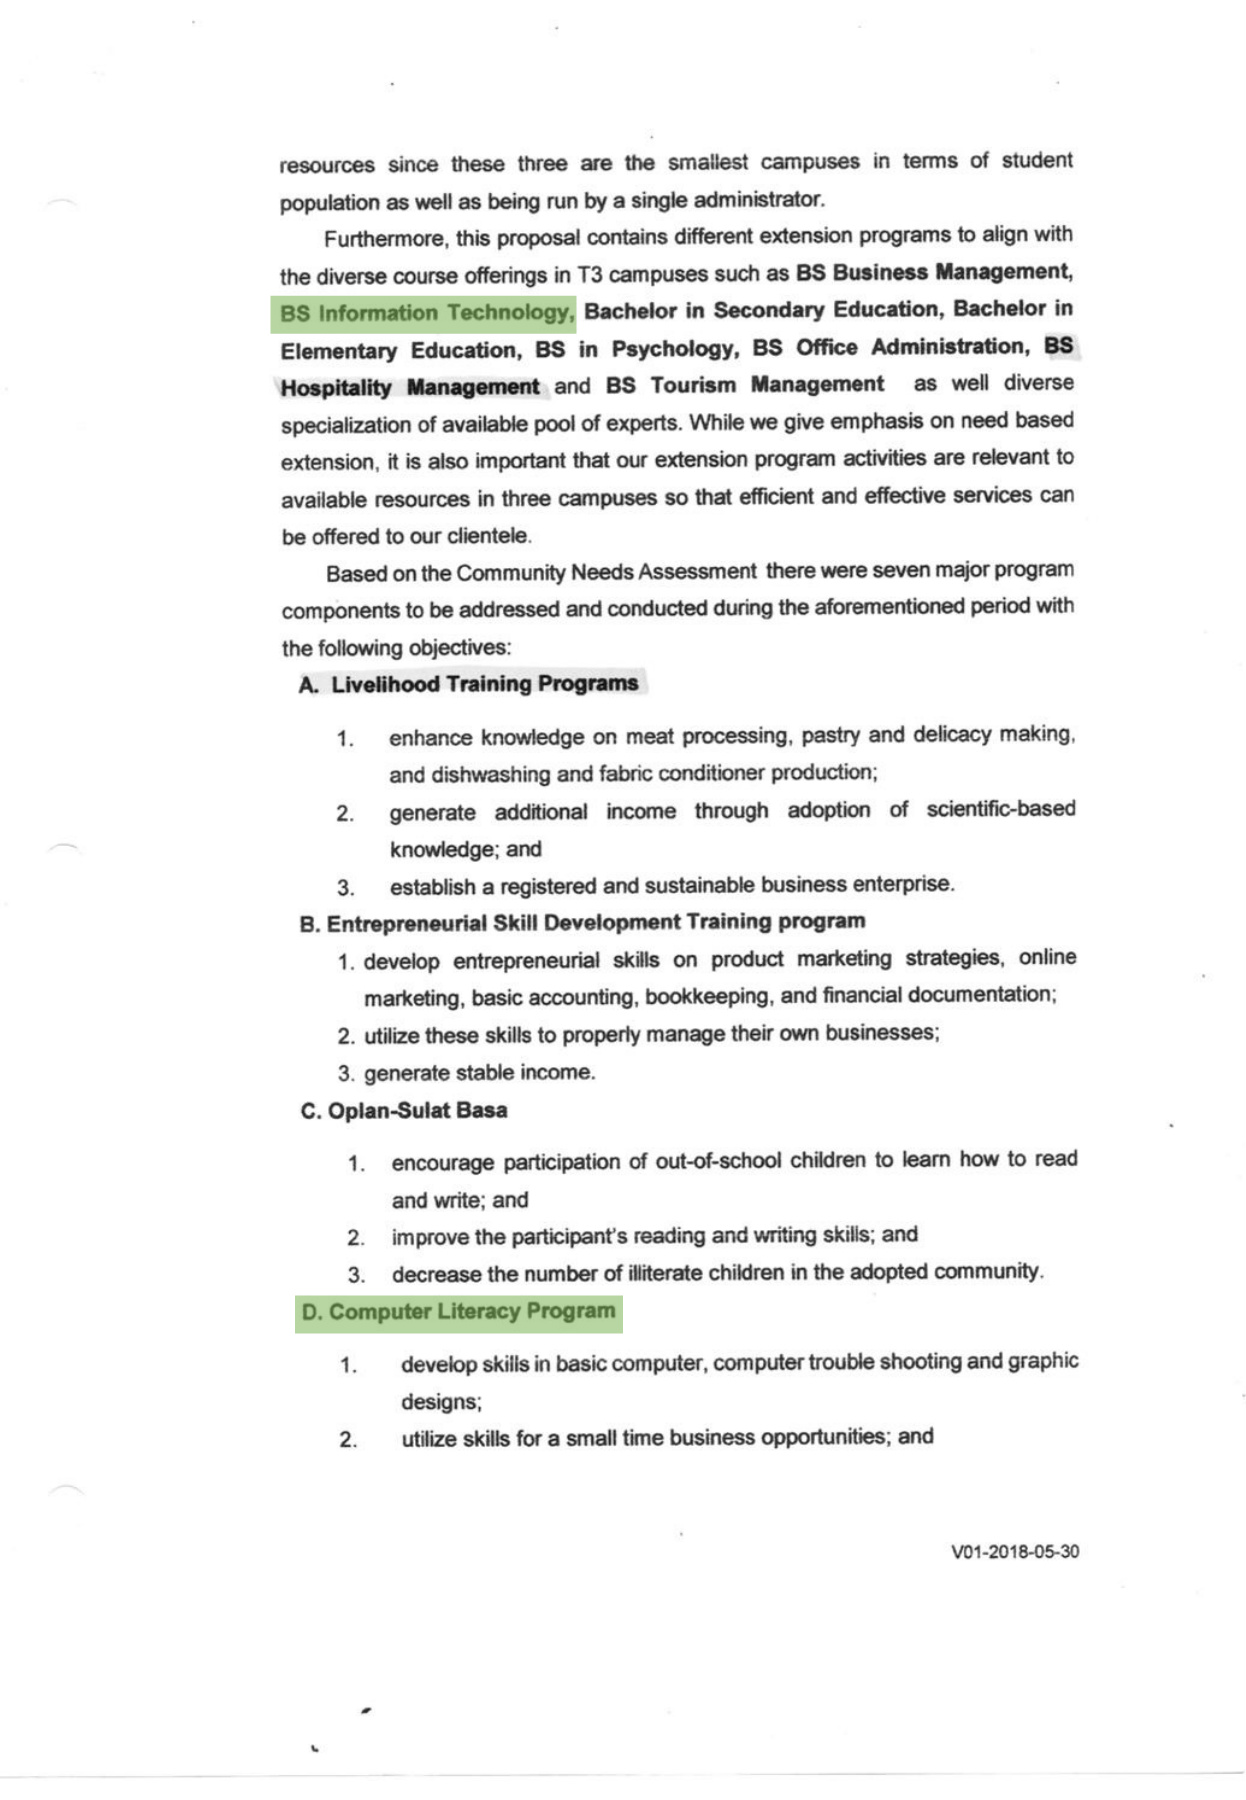 resources since these three are the smallest campuses in terms of student
population as well as being run by a single administrator.
Furthermore, this proposal contains different extension programs to align with
the diverse course offerings in T3 campuses such as BS Business Management,
BS Information Technology, Bachelor in Secondary Education, Bachelor in
Elementary Education, BS in Psychology, BS Office Administration, BS
Hospitality Management and BS Tourism Management as well diverse
specialization of available pool of experts. While we give emphasis on need based
extension, it is also important that our extension program activities are relevant to
available resources in three campuses so that efficient and effective services can
be offered to our clientele.
Based on the Community Needs Assessment there were seven major program
components to be addressed and conducted during the aforementioned period with
the following objectives:
A. Livelihood Training Programs
1. enhance knowledge on meat processing, pastry and delicacy making,
and dishwashing and fabric conditioner production;
2. generate additional income through adoption of scientific-based
knowledge; and
3. establish a registered and sustainable business enterprise.
B. Entrepreneurial Skill Development Training program
1. develop entrepreneurial skills on product marketing strategies, online
marketing, basic accounting, bookkeeping, and financial documentation;
2. utilize these skills to properly manage their own businesses;
3. generate stable income.
C. Oplan-Sulat Basa
1. encourage participation of out-of-school children to learn how to read
and write; and
2. improve the participant's reading and writing skills; and
3. decrease the number of illiterate children in the adopted community.
D. Computer Literacy Program
1. develop skills in basic computer, computer trouble shooting and graphic
designs;
2. utilize skills for a small time business opportunities; and
V01-2018-05-30